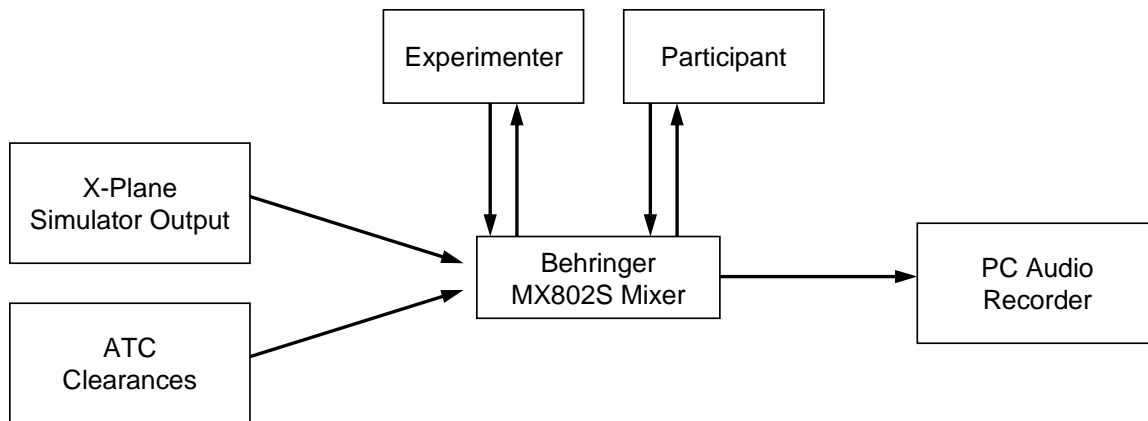 Experimenter
Participant
X-Plane
Simulator Output
Behringer
MX802S Mixer
PC Audio
Recorder
ATC
Clearances